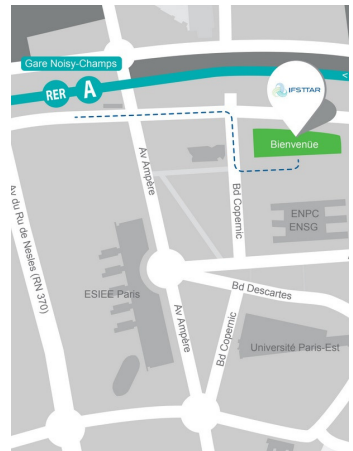 Gare Noisy-Champs
RER A
<
IFSTTAR
Bienvenüe
Av Ampère
Bd Copernic
ENPC
ENSG
Av du Ru de Nesles (RN 370)
ESIEE Paris
Bd Descartes
Av Ampère
Bd Copernic
Université Paris-Est